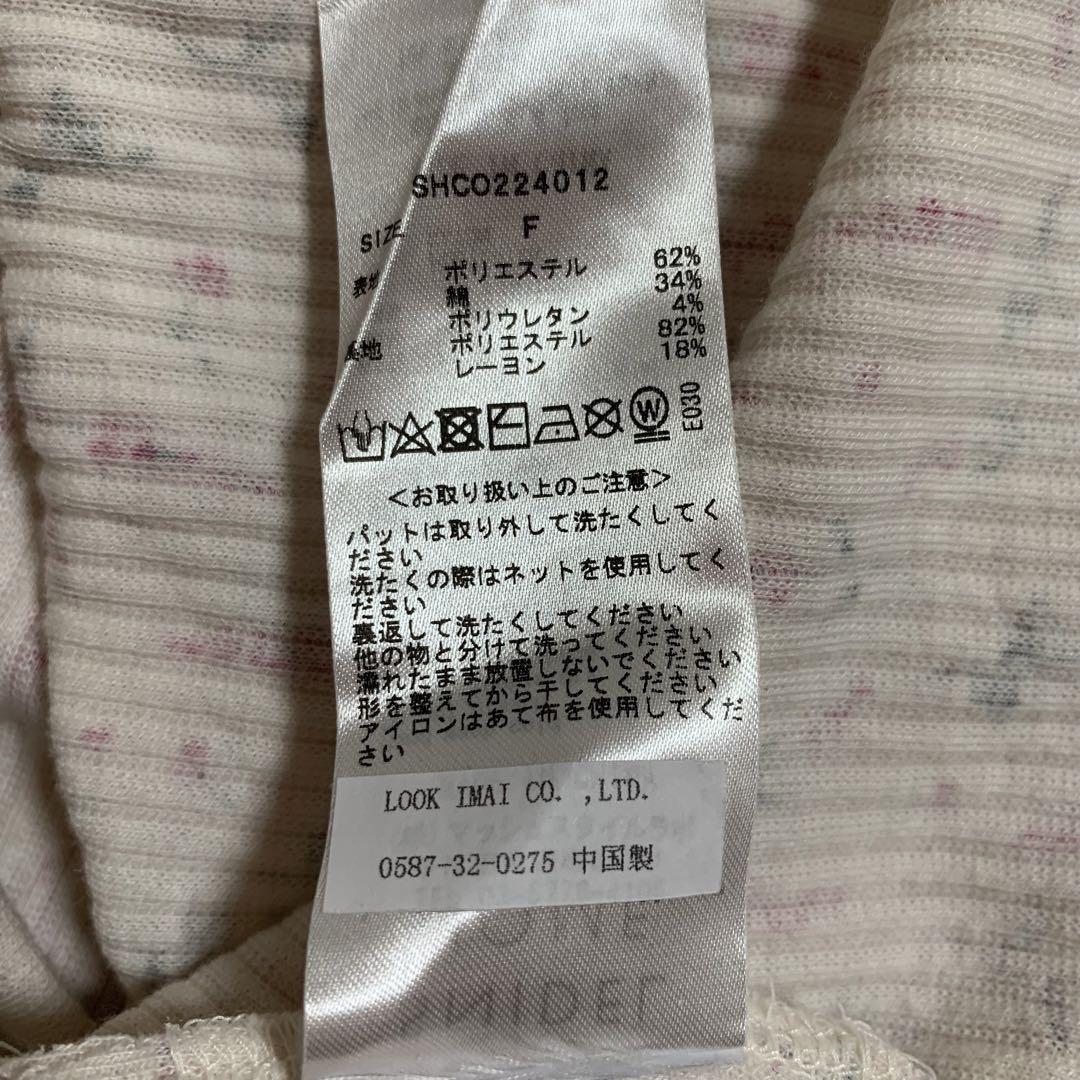 SHCO224012
SIZE F
表地 ポリエステル 62%
綿 34%
ポリウレタン 4%
裏地 ポリエステル 82%
レーヨン 18%
W
E030
<お取り扱い上のご注意>
パットは取り外して洗たくしてく
ださい
洗たくの際はネットを使用してく
ださい
裏返して洗たくしてください
他の物と分けて洗ってください
濡れたまま放置しないでください
形を整えてから干してください
アイロンはあて布を使用してくだ
さい
LOOK IMAI CO. ,LTD.
0587-32-0275 中国製